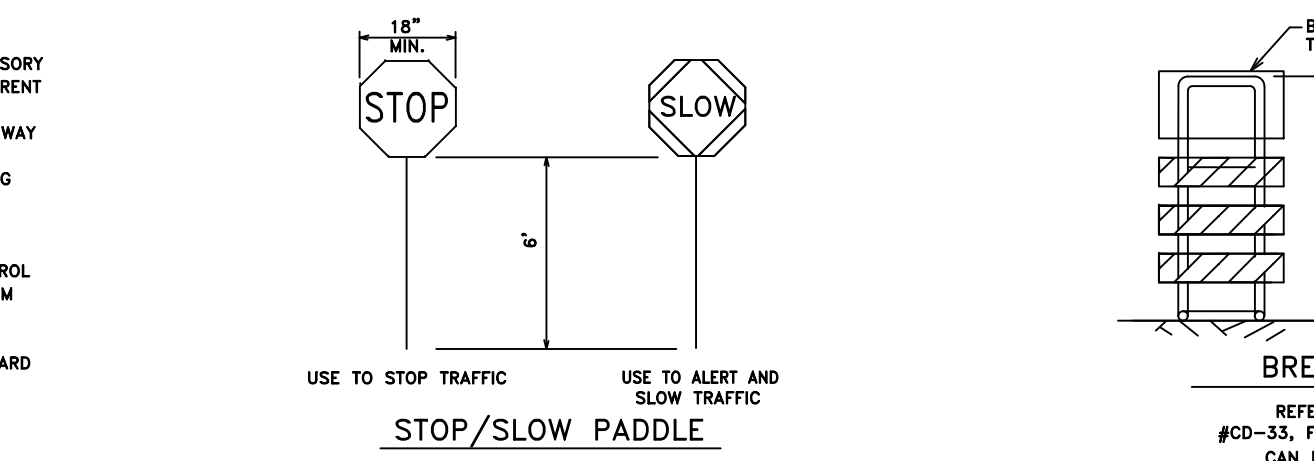 SORY
RENT
WAY
G
ROL
M
ARD
18"
MIN.
STOP
SLOW
6'
USE TO STOP TRAFFIC
USE TO ALERT AND
SLOW TRAFFIC
STOP/SLOW PADDLE
B
T
BRE
REFE
#CD-33, F
CAN